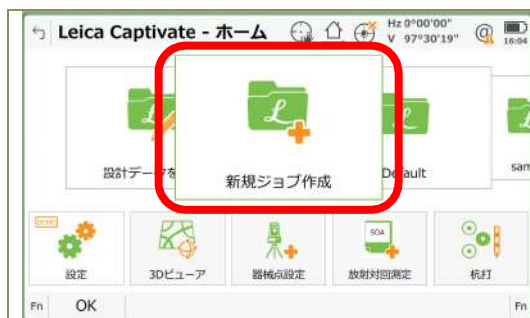 Leica Captivate - ホーム
Hz 0°00'00"
V 97°30'19"
16:04
設計データを
新規ジョブ作成
Default
sam
DEMO
設定
3Dビューア
器械点設定
SOA
放射対回測定
杭打
Fn
OK
Fn